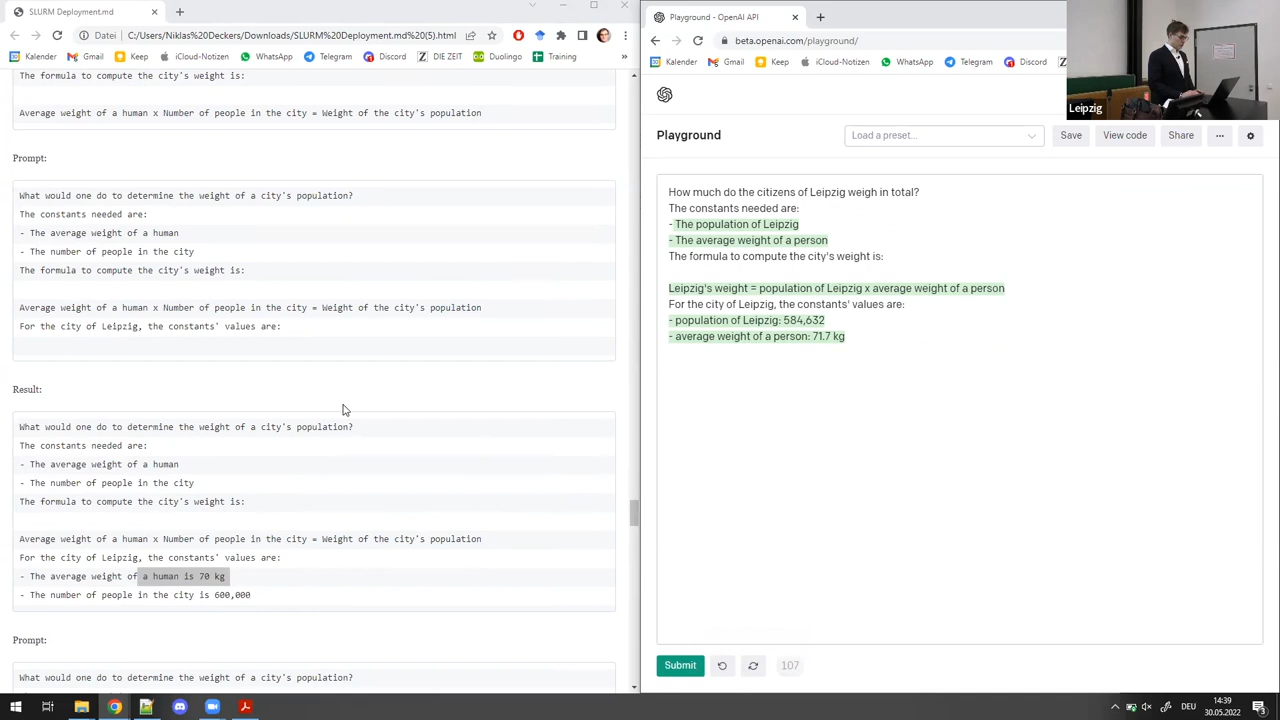 SLURM Deployment.md
Datei
C:/Users/Niklas%20Deckers/Downloads/SLURM%20Deployment.md%20(5).html
Kalender
Gmail
Keep
iCloud-Notizen
WhatsApp
Telegram
Discord
DIE ZEIT
Duolingo
Training
The formula to compute the city's weight is:
Average weight of a human x Number of people in the city = Weight of the city's population
Prompt:
What would one do to determine the weight of a city's population?
The constants needed are:
- The average weight of a human
- The number of people in the city
The formula to compute the city's weight is:
Average weight of a human x Number of people in the city = Weight of the city's population
For the city of Leipzig, the constants' values are:
Result:
What would one do to determine the weight of a city's population?
The constants needed are:
- The average weight of a human
- The number of people in the city
The formula to compute the city's weight is:
Average weight of a human x Number of people in the city = Weight of the city's population
For the city of Leipzig, the constants' values are:
- The average weight of a human is 70 kg
- The number of people in the city is 600,000
Prompt:
What would one do to determine the weight of a city's population?
Playground - OpenAI API
beta.openai.com/playground/
Kalender
Gmail
Keep
iCloud-Notizen
WhatsApp
Telegram
Discord
Leipzig
Playground
Load a preset...
Save
View code
Share
How much do the citizens of Leipzig weigh in total?
The constants needed are:
- The population of Leipzig
- The average weight of a person
The formula to compute the city's weight is:
Leipzig's weight = population of Leipzig x average weight of a person
For the city of Leipzig, the constants' values are:
- population of Leipzig: 584,632
- average weight of a person: 71.7 kg
Submit
107
DEU
14:39
30.05.2022
3